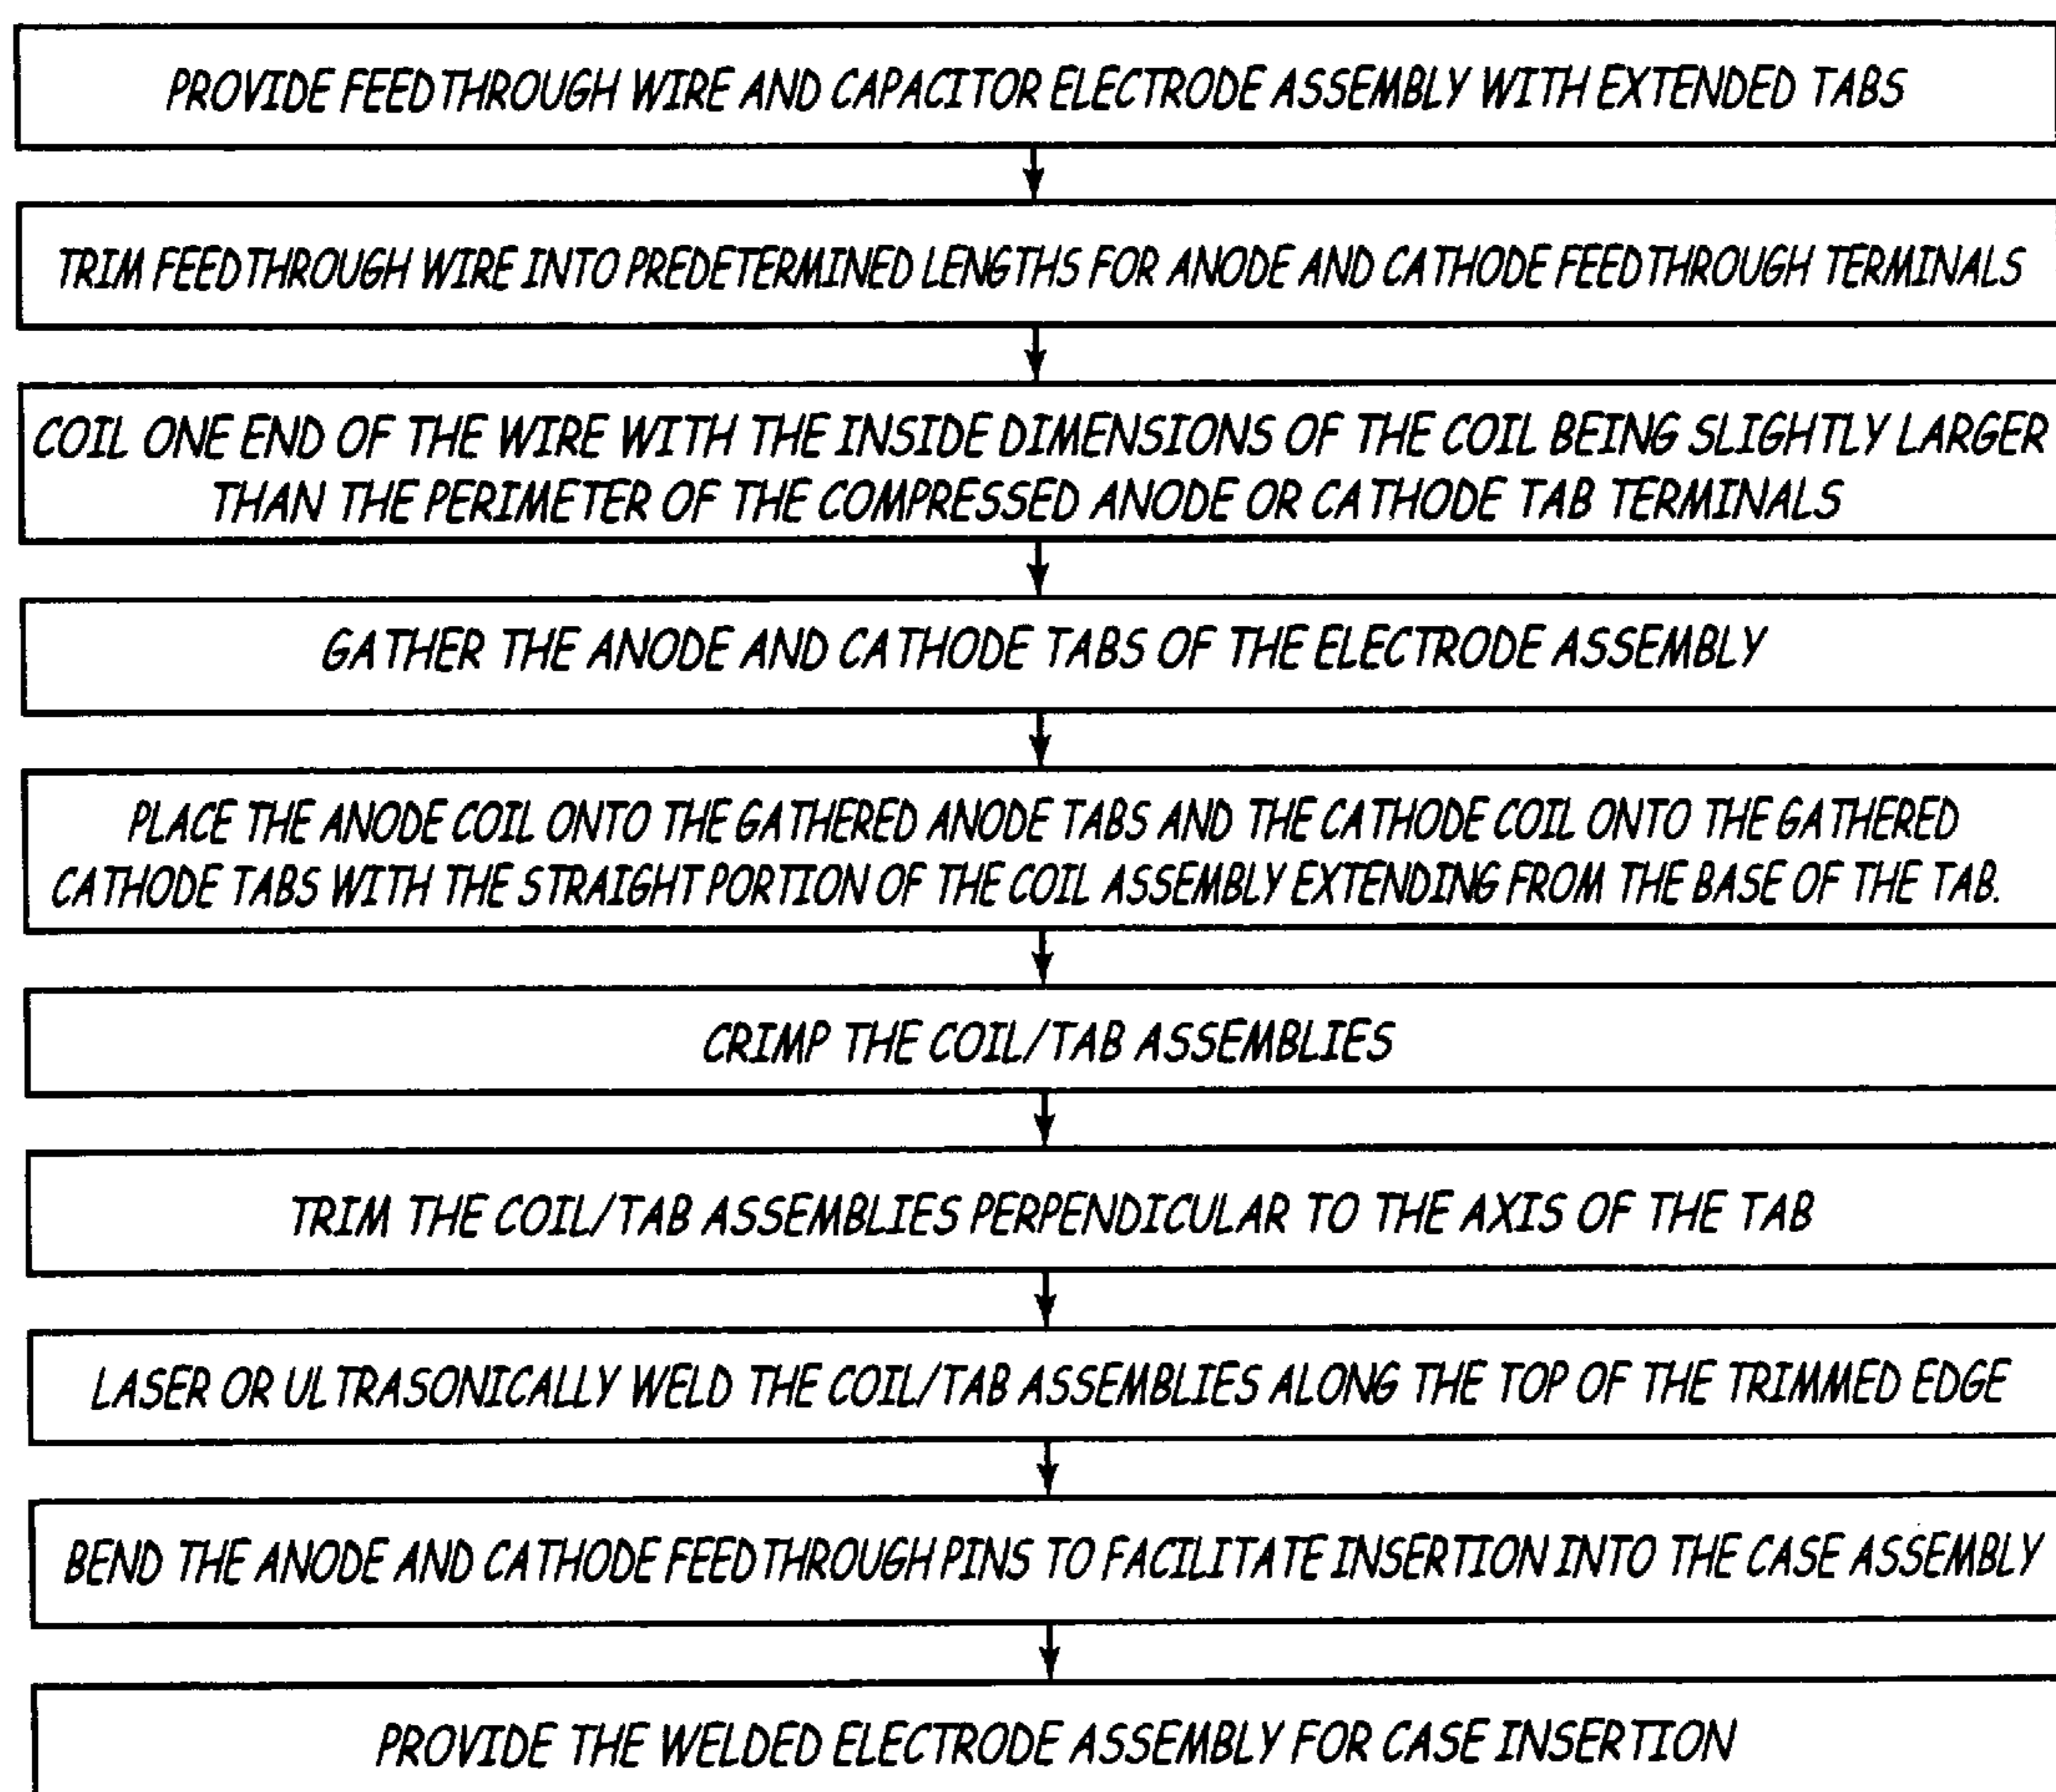 PROVIDE FEEDTHROUGH WIRE AND CAPACITOR ELECTRODE ASSEMBLY WITH EXTENDED TABS
TRIM FEEDTHROUGH WIRE INTO PREDETERMINED LENGTHS FOR ANODE AND CATHODE FEEDTHROUGH TERMINALS
COIL ONE END OF THE WIRE WITH THE INSIDE DIMENSIONS OF THE COIL BEING SLIGHTLY LARGER
THAN THE PERIMETER OF THE COMPRESSED ANODE OR CATHODE TAB TERMINALS
GATHER THE ANODE AND CATHODE TABS OF THE ELECTRODE ASSEMBLY
PLACE THE ANODE COIL ONTO THE GATHERED ANODE TABS AND THE CATHODE COIL ONTO THE GATHERED
CATHODE TABS WITH THE STRAIGHT PORTION OF THE COIL ASSEMBLY EXTENDING FROM THE BASE OF THE TAB.
CRIMP THE COIL/TAB ASSEMBLIES
TRIM THE COIL/TAB ASSEMBLIES PERPENDICULAR TO THE AXIS OF THE TAB
LASER OR ULTRASONICALLY WELD THE COIL/TAB ASSEMBLIES ALONG THE TOP OF THE TRIMMED EDGE
BEND THE ANODE AND CATHODE FEEDTHROUGH PINS TO FACILITATE INSERTION INTO THE CASE ASSEMBLY
PROVIDE THE WELDED ELECTRODE ASSEMBLY FOR CASE INSERTION